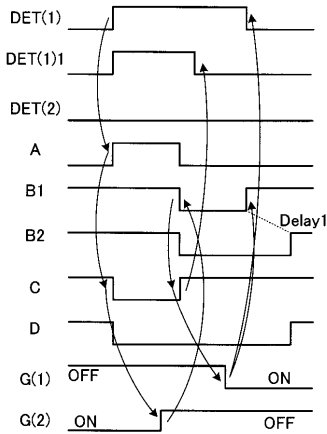 DET(1)
DET(1)1
DET(2)
A
B1
Delay1
B2
C
D
G(1) OFF ON
G(2) ON OFF